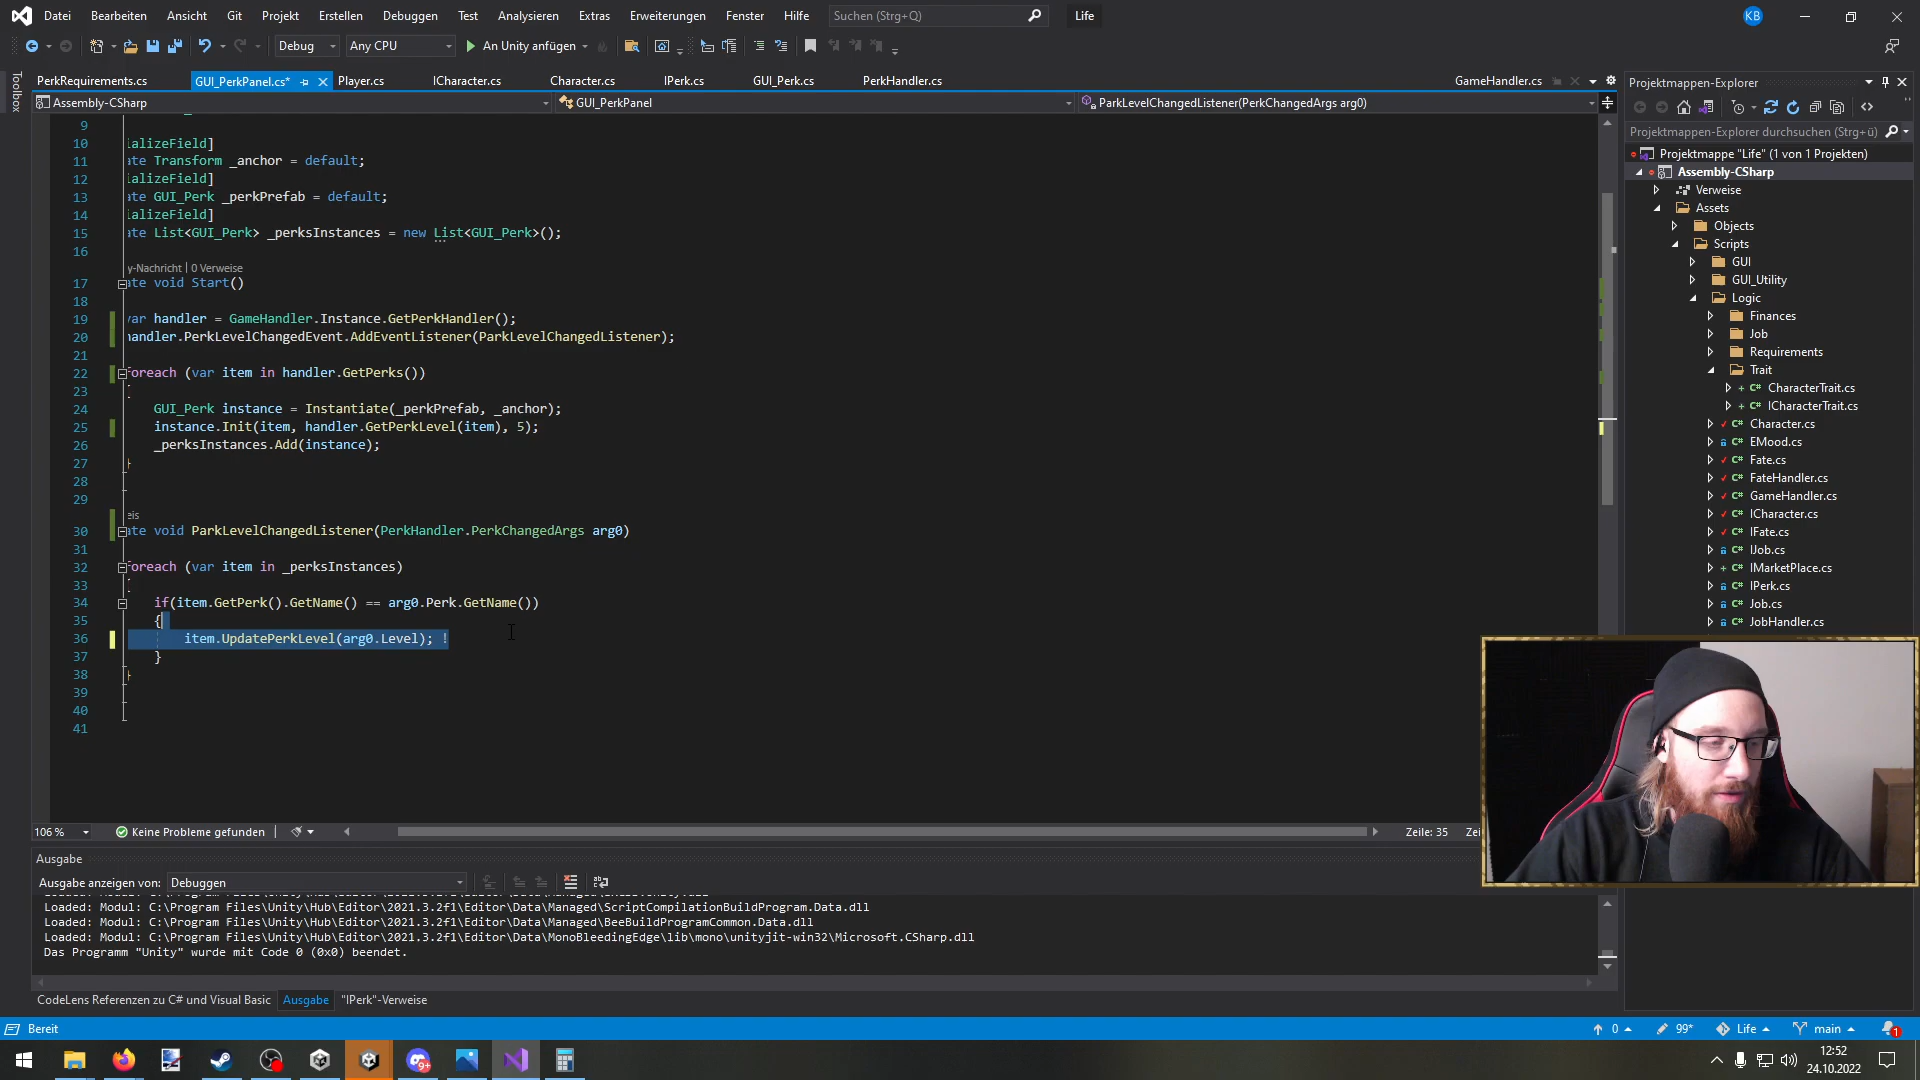 Datei Bearbeiten Ansicht Git Projekt Erstellen Debuggen Test Analysieren Extras Erweiterungen Fenster Hilfe Suchen (Strg+Q) Life KB
Debug Any CPU An Unity anfügen
Toolbox
PerkRequirements.cs GUI_PerkPanel.cs* Player.cs ICharacter.cs Character.cs IPerk.cs GUI_Perk.cs PerkHandler.cs GameHandler.cs
Assembly-CSharp GUI_PerkPanel ParkLevelChangedListener(PerkChangedArgs arg0)
9
10 ializeField]
11 ate Transform _anchor = default;
12 ializeField]
13 ate GUI_Perk _perkPrefab = default;
14 ializeField]
15 ate List<GUI_Perk> _perksInstances = new List<GUI_Perk>();
16
y-Nachricht | 0 Verweise
17 ate void Start()
18
19 var handler = GameHandler.Instance.GetPerkHandler();
20 handler.PerkLevelChangedEvent.AddEventListener(ParkLevelChangedListener);
21
22 foreach (var item in handler.GetPerks())
23
24 GUI_Perk instance = Instantiate(_perkPrefab, _anchor);
25 instance.Init(item, handler.GetPerkLevel(item), 5);
26 _perksInstances.Add(instance);
27 }
28
29
eis
30 ate void ParkLevelChangedListener(PerkHandler.PerkChangedArgs arg0)
31
32 foreach (var item in _perksInstances)
33
34 if(item.GetPerk().GetName() == arg0.Perk.GetName())
35 {
36 item.UpdatePerkLevel(arg0.Level); !
37 }
38 }
39
40
41
106 % Keine Probleme gefunden Zeile: 35 Zei
Ausgabe
Ausgabe anzeigen von: Debuggen
Loaded: Modul: C:\Program Files\Unity\Hub\Editor\2021.3.2f1\Editor\Data\Managed\ScriptCompilationBuildProgram.Data.dll
Loaded: Modul: C:\Program Files\Unity\Hub\Editor\2021.3.2f1\Editor\Data\Managed\BeeBuildProgramCommon.Data.dll
Loaded: Modul: C:\Program Files\Unity\Hub\Editor\2021.3.2f1\Editor\Data\MonoBleedingEdge\lib\mono\unityjit-win32\Microsoft.CSharp.dll
Das Programm "Unity" wurde mit Code 0 (0x0) beendet.
CodeLens Referenzen zu C# und Visual Basic Ausgabe "IPerk"-Verweise
Projektmappen-Explorer
Projektmappen-Explorer durchsuchen (Strg+ü)
Projektmappe "Life" (1 von 1 Projekten)
Assembly-CSharp
Verweise
Assets
Objects
Scripts
GUI
GUI_Utility
Logic
Finances
Job
Requirements
Trait
C# CharacterTrait.cs
C# ICharacterTrait.cs
C# Character.cs
C# EMood.cs
C# Fate.cs
C# FateHandler.cs
C# GameHandler.cs
C# ICharacter.cs
C# IFate.cs
C# IJob.cs
C# IMarketPlace.cs
C# IPerk.cs
C# Job.cs
C# JobHandler.cs
Bereit 0 99* Life main 1
9+
12:52
24.10.2022